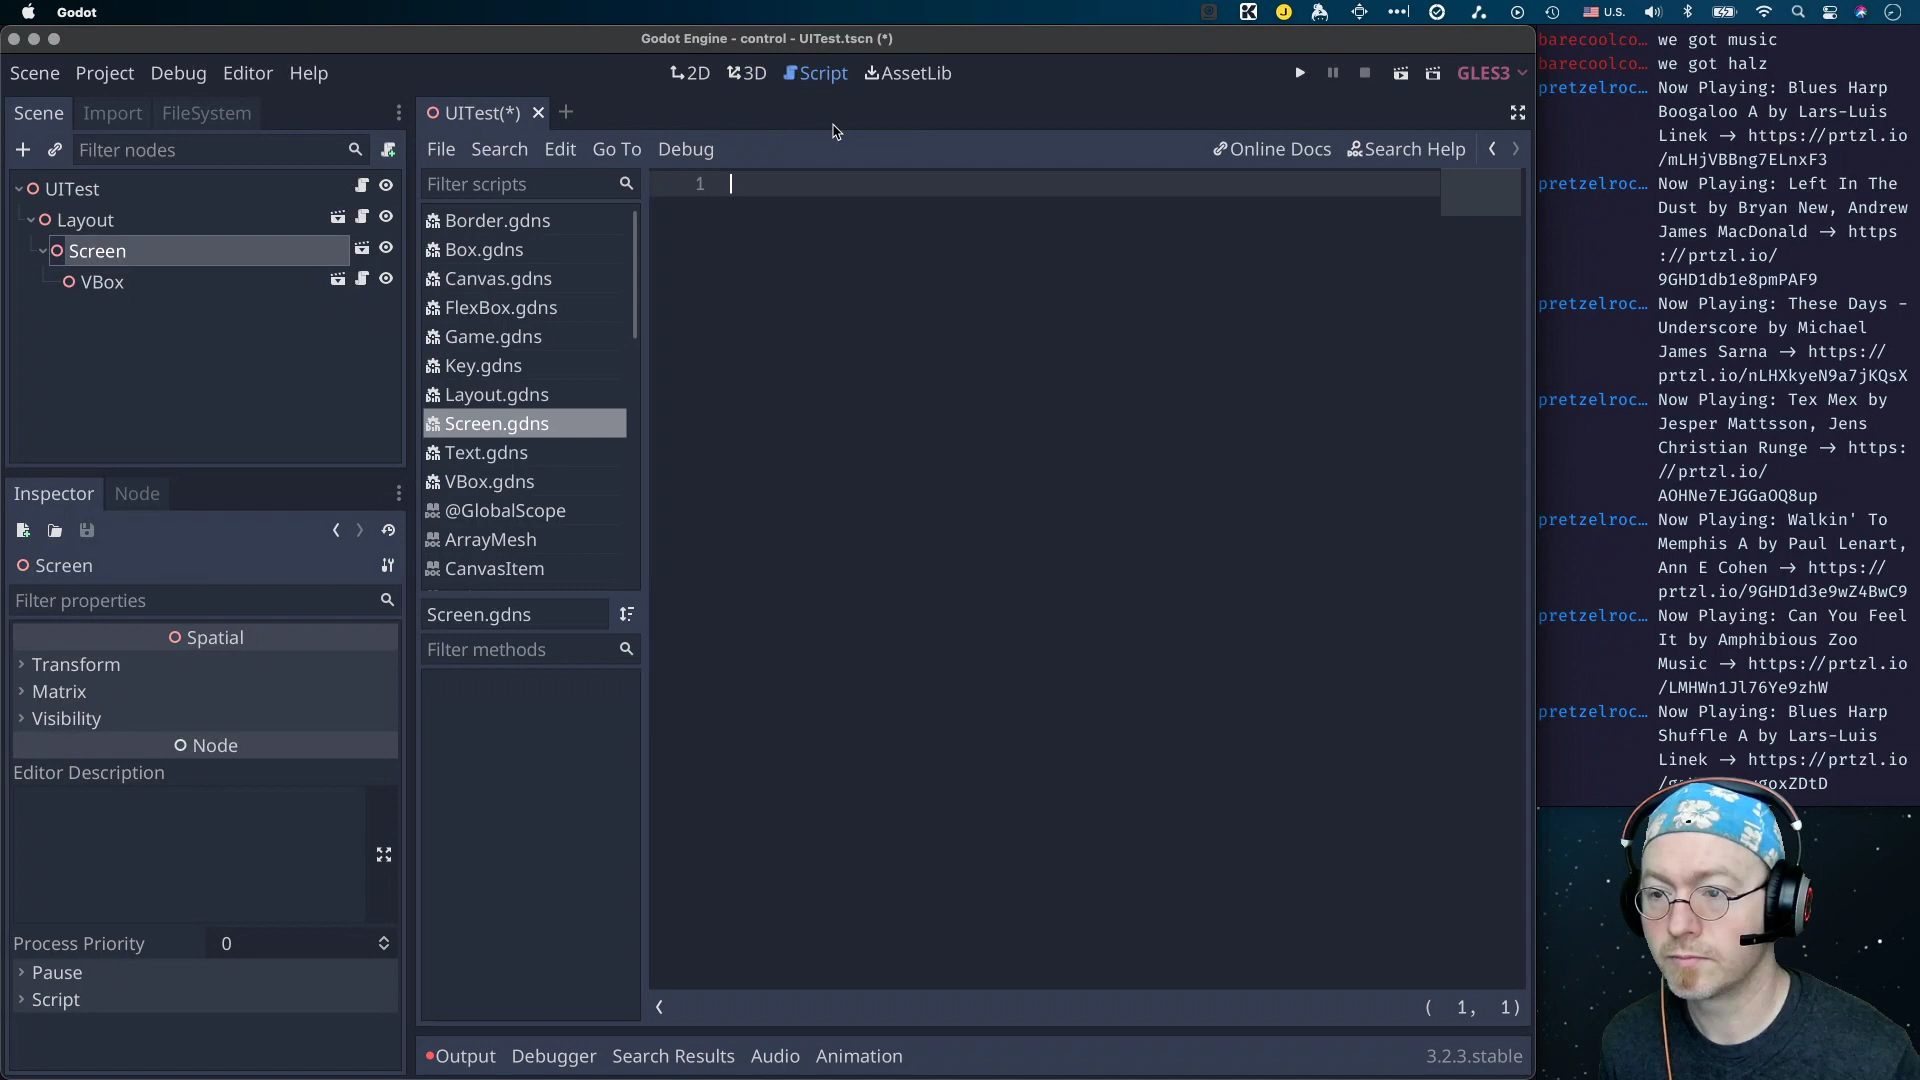 Godot
U.S.
Godot Engine - control - UITest.tscn (*)
Scene Project Debug Editor Help
2D 3D Script AssetLib
GLES3
Scene Import FileSystem
UITest(*)
Filter nodes
UITest
Layout
Screen
VBox
File Search Edit Go To Debug
Online Docs Search Help
Filter scripts
Border.gdns
Box.gdns
Canvas.gdns
FlexBox.gdns
Game.gdns
Key.gdns
Layout.gdns
Screen.gdns
Text.gdns
VBox.gdns
@GlobalScope
ArrayMesh
CanvasItem
Screen.gdns
Filter methods
1
Inspector Node
Screen
Filter properties
Spatial
Transform
Matrix
Visibility
Node
Editor Description
Process Priority 0
Pause
Script
( 1, 1)
Output Debugger Search Results Audio Animation
3.2.3.stable
barecoolco… we got music
barecoolco… we got halz
pretzelroc… Now Playing: Blues Harp
Boogaloo A by Lars-Luis
Linek → https://prtzl.io
/mLHjVBBng7ELnxF3
pretzelroc… Now Playing: Left In The
Dust by Bryan New, Andrew
James MacDonald → https
://prtzl.io/
9GHD1db1e8pmPAF9
pretzelroc… Now Playing: These Days -
Underscore by Michael
James Sarna → https://
prtzl.io/nLHXkyeN9a7jKQsX
pretzelroc… Now Playing: Tex Mex by
Jesper Mattsson, Jens
Christian Runge → https:
//prtzl.io/
AOHNe7EJGGaOQ8up
pretzelroc… Now Playing: Walkin' To
Memphis A by Paul Lenart,
Ann E Cohen → https://
prtzl.io/9GHD1d3e9wZ4BwC9
pretzelroc… Now Playing: Can You Feel
It by Amphibious Zoo
Music → https://prtzl.io
/LMHWn1Jl76Ye9zhW
pretzelroc… Now Playing: Blues Harp
Shuffle A by Lars-Luis
Linek → https://prtzl.io